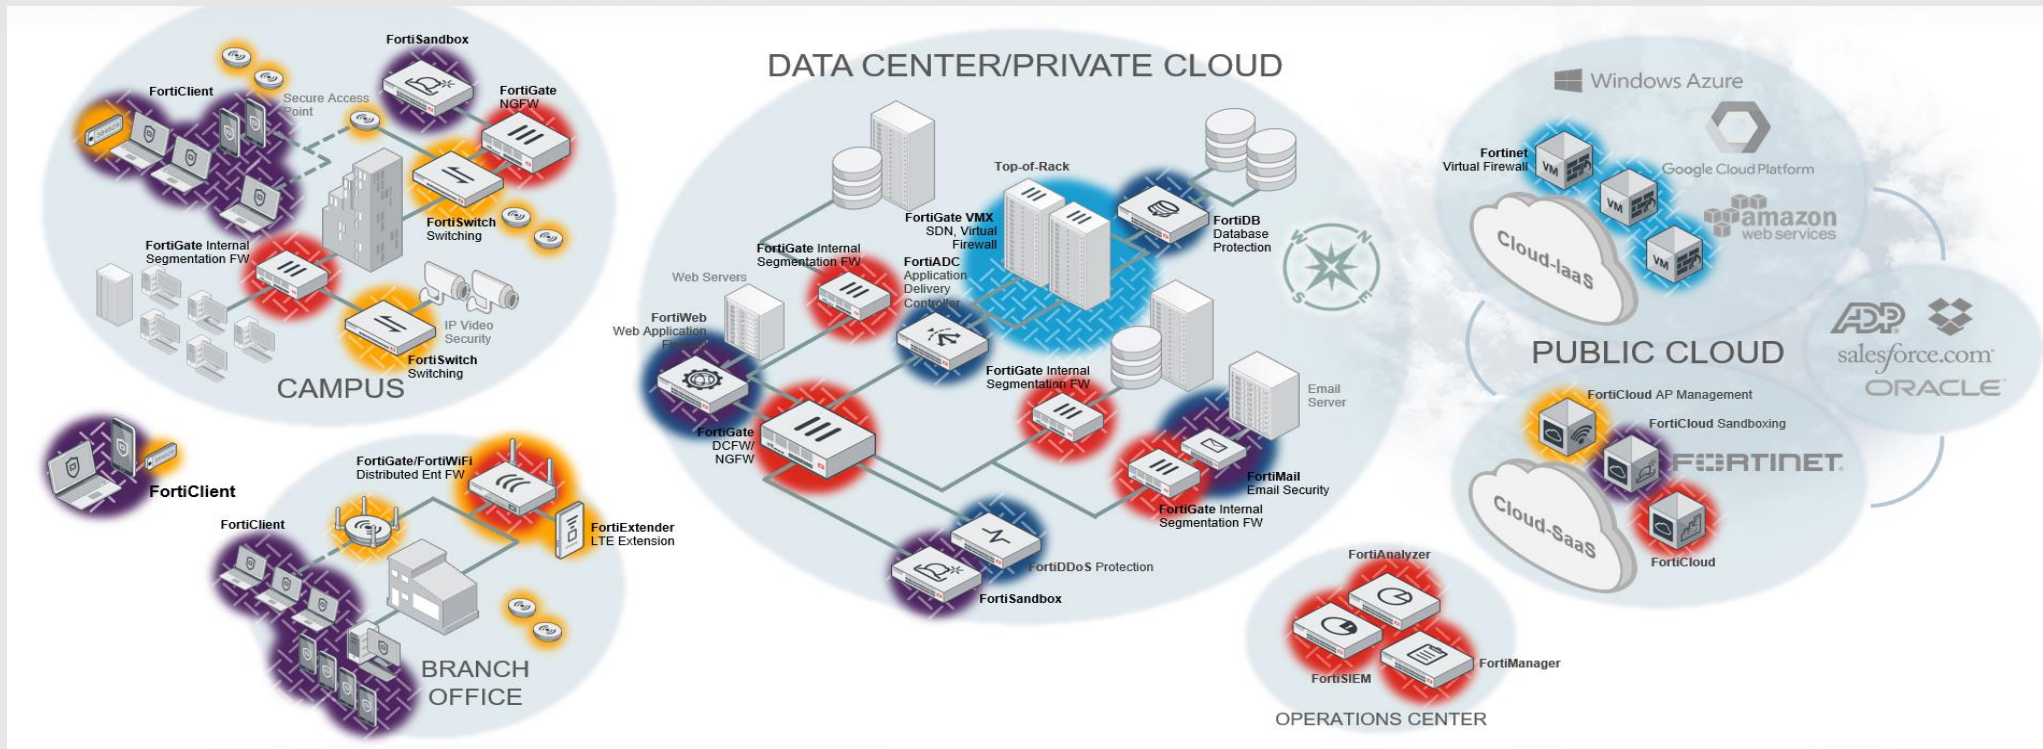 FortiSandbox
FortiClient
Secure Access
Point
FortiGate
NGFW
FortiSwitch
Switching
FortiGate Internal
Segmentation FW
IP Video
Security
FortiSwitch
Switching
CAMPUS
FortiClient
FortiGate/FortiWiFi
Distributed Ent FW
FortiClient
FortiExtender
LTE Extension
BRANCH
OFFICE
DATA CENTER/PRIVATE CLOUD
Top-of-Rack
FortiGate VMX
SDN, Virtual
Firewall
FortiDB
Database
Protection
FortiGate Internal
Segmentation FW
FortiADC
Application
Delivery
Controller
Web Servers
FortiWeb
Web Application
Firewall
N
E
S
W
FortiGate Internal
Segmentation FW
Email
Server
FortiGate
DCFW/
NGFW
FortiMail
Email Security
FortiGate Internal
Segmentation FW
FortiDDoS Protection
FortiSandbox
Windows Azure
Fortinet
Virtual Firewall
VM
VM
VM
Google Cloud Platform
amazon
web services
Cloud-IaaS
PUBLIC CLOUD
ADP
salesforce.com
ORACLE
FortiCloud AP Management
FortiCloud Sandboxing
FORTINET
Cloud-SaaS
FortiCloud
FortiAnalyzer
FortiSIEM
FortiManager
OPERATIONS CENTER